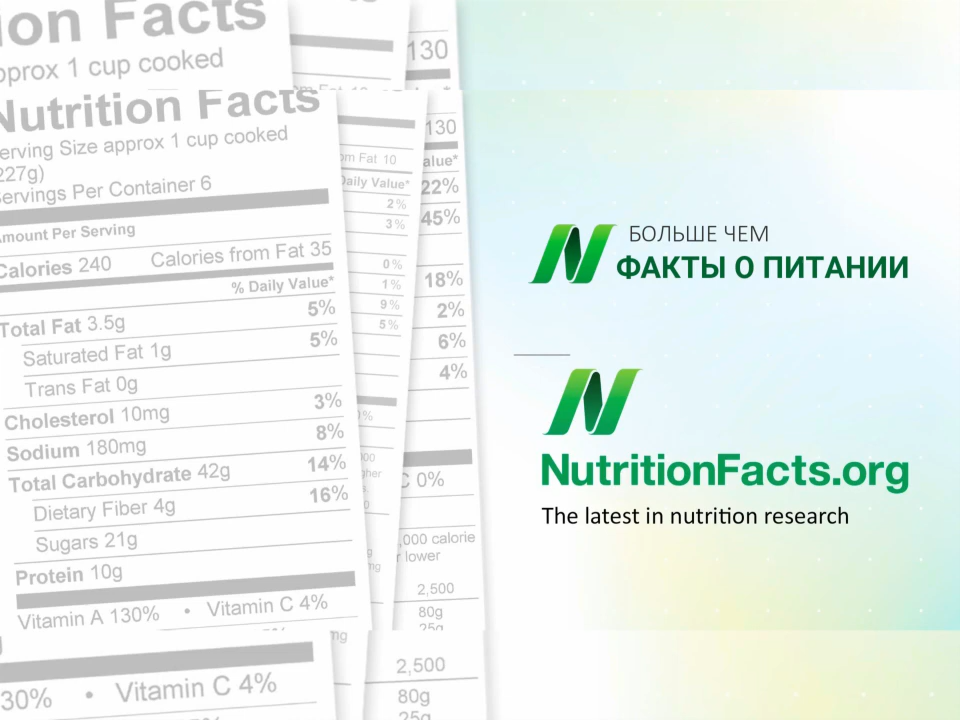 ion Facts
pprox 1 cup cooked
Nutrition Facts
erving Size approx 1 cup cooked
227g)
ervings Per Container 6
mount Per Serving
Calories 240 Calories from Fat 35
% Daily Value*
Total Fat 3.5g 5%
Saturated Fat 1g 5%
Trans Fat 0g
Cholesterol 10mg 3%
Sodium 180mg 8%
Total Carbohydrate 42g 14%
Dietary Fiber 4g 16%
Sugars 21g
Protein 10g
Vitamin A 130% • Vitamin C 4%
30% • Vitamin C 4%
om Fat 10
Daily Value*
2%
3%
0%
1%
9%
5%
130
130
alue*
22%
45%
18%
2%
6%
4%
C 0%
,000 calorie
r lower
2,500
80g
25g
2,500
80g
25g
БОЛЬШЕ ЧЕМ
ФАКТЫ О ПИТАНИИ
NutritionFacts.org
The latest in nutrition research